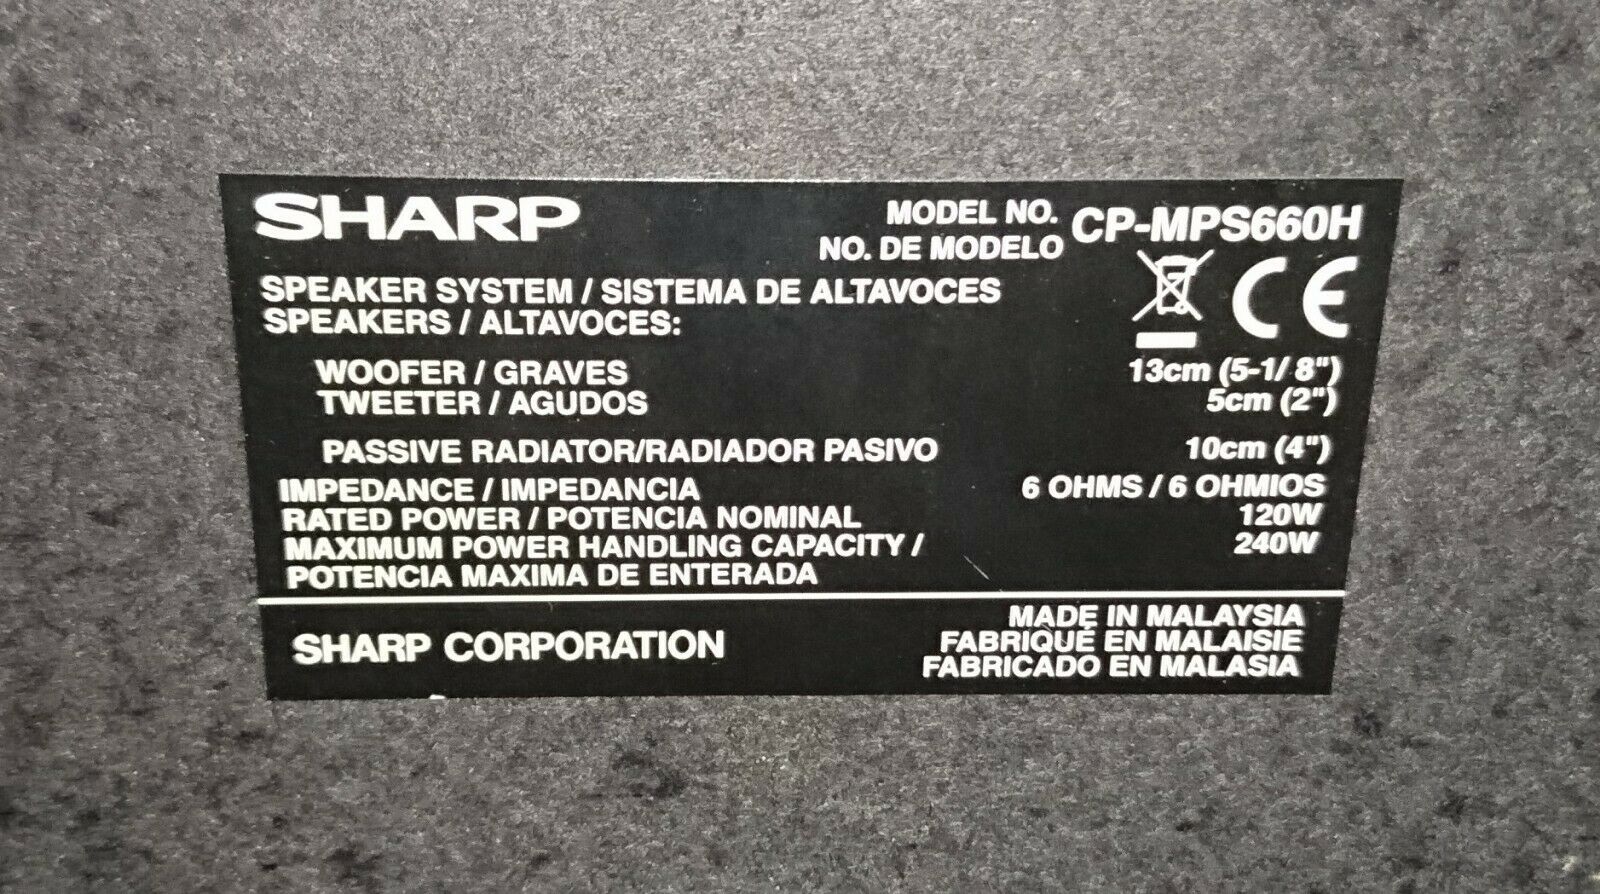 SHARP
MODEL NO.
NO. DE MODELO
CP-MPS660H
SPEAKER SYSTEM / SISTEMA DE ALTAVOCES
SPEAKERS / ALTAVOCES:
CE
WOOFER / GRAVES 13cm (5-1/8")
TWEETER / AGUDOS 5cm (2")
PASSIVE RADIATOR/RADIADOR PASIVO 10cm (4")
IMPEDANCE / IMPEDANCIA 6 OHMS / 6 OHMIOS
RATED POWER / POTENCIA NOMINAL 120W
MAXIMUM POWER HANDLING CAPACITY / 240W
POTENCIA MAXIMA DE ENTERADA
SHARP CORPORATION
MADE IN MALAYSIA
FABRIQUÉ EN MALAISIE
FABRICADO EN MALASIA